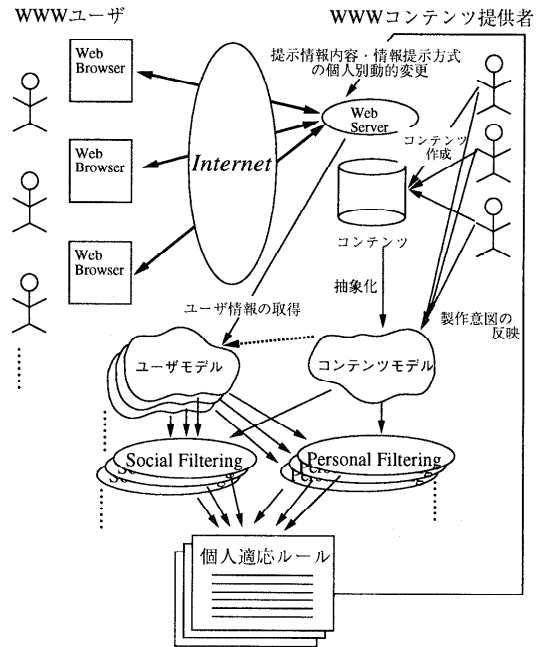 WWWユーザ
WWWコンテンツ提供者
Web
Browser
提示情報内容・情報提示方式
の個人別動的変更
Web
Server
コンテンツ
作成
Web
Browser
Internet
コンテンツ
Web
Browser
抽象化
ユーザ情報の取得
製作意図の
反映
ユーザモデル
コンテンツモデル
Social Filtering
Personal Filtering
個人適応ルール